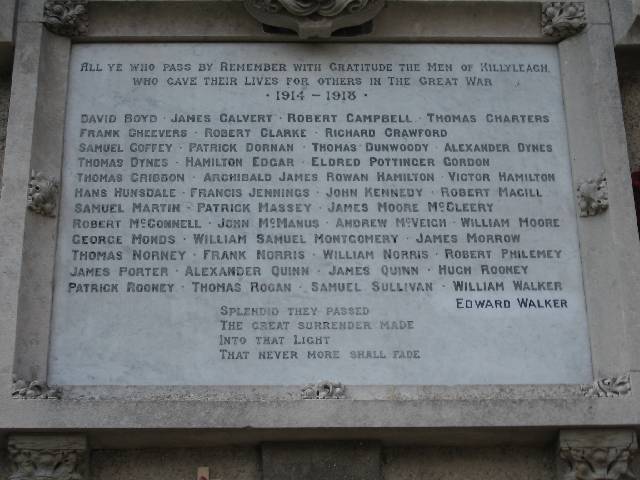 All ye who pass by Remember with Gratitude the Men of Killyleagh,
who gave their lives for others in The Great War
· 1914 – 1918 ·
David Boyd · James Calvert · Robert Campbell · Thomas Charters
Frank Cheevers · Robert Clarke · Richard Crawford
Samuel Coffey · Patrick Dornan · Thomas Dunwoody · Alexander Dynes
Thomas Dynes · Hamilton Edgar · Eldred Pottinger Gordon
Thomas Gribbon · Archibald James Rowan Hamilton · Victor Hamilton
Hans Hunsdale · Francis Jennings · John Kennedy · Robert Magill
Samuel Martin · Patrick Massey · James Moore McCleery
Robert McConnell · John McManus · Andrew McVeigh · William Moore
George Monds · William Samuel Montgomery · James Morrow
Thomas Norney · Frank Norris · William Norris · Robert Philemey
James Porter · Alexander Quinn · James Quinn · Hugh Rooney
Patrick Rooney · Thomas Rogan · Samuel Sullivan · William Walker
Edward Walker
Splendid they passed
The great surrender made
Into that Light
That never more shall fade